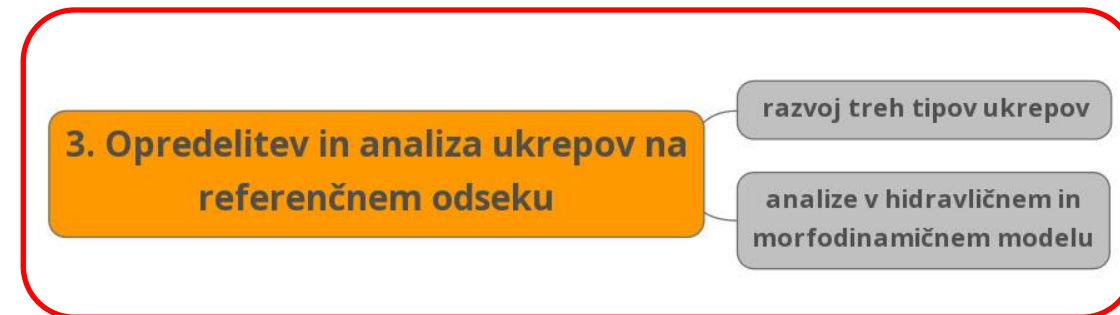 3. Opredelitev in analiza ukrepov na
referenčnem odseku
razvoj treh tipov ukrepov
analize v hidravličnem in
morfodinamičnem modelu